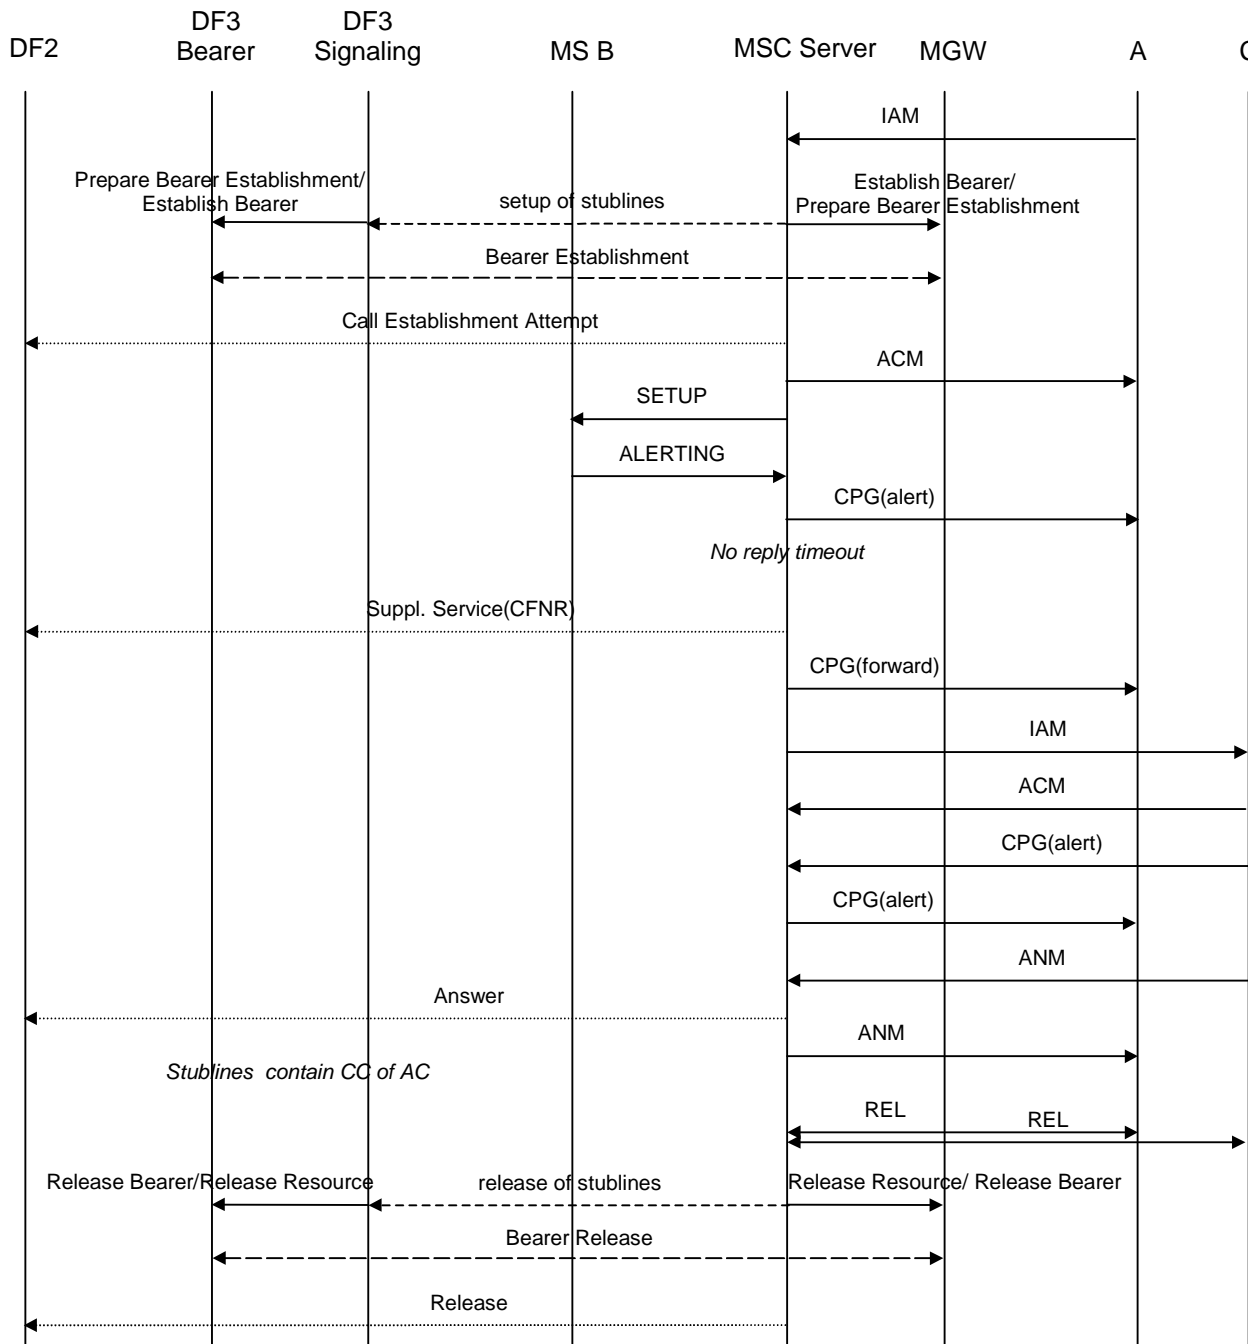 DF2
DF3
Bearer
DF3
Signaling
MS B
MSC Server
MGW
A
IAM
Prepare Bearer Establishment/
Establish Bearer
setup of stublines
Establish Bearer/
Prepare Bearer Establishment
Bearer Establishment
Call Establishment Attempt
ACM
SETUP
ALERTING
CPG(alert)
No reply timeout
Suppl. Service(CFNR)
CPG(forward)
IAM
ACM
CPG(alert)
CPG(alert)
ANM
Answer
ANM
Stublines contain CC of AC
REL
REL
Release Bearer/Release Resource
release of stublines
Release Resource/ Release Bearer
Bearer Release
Release